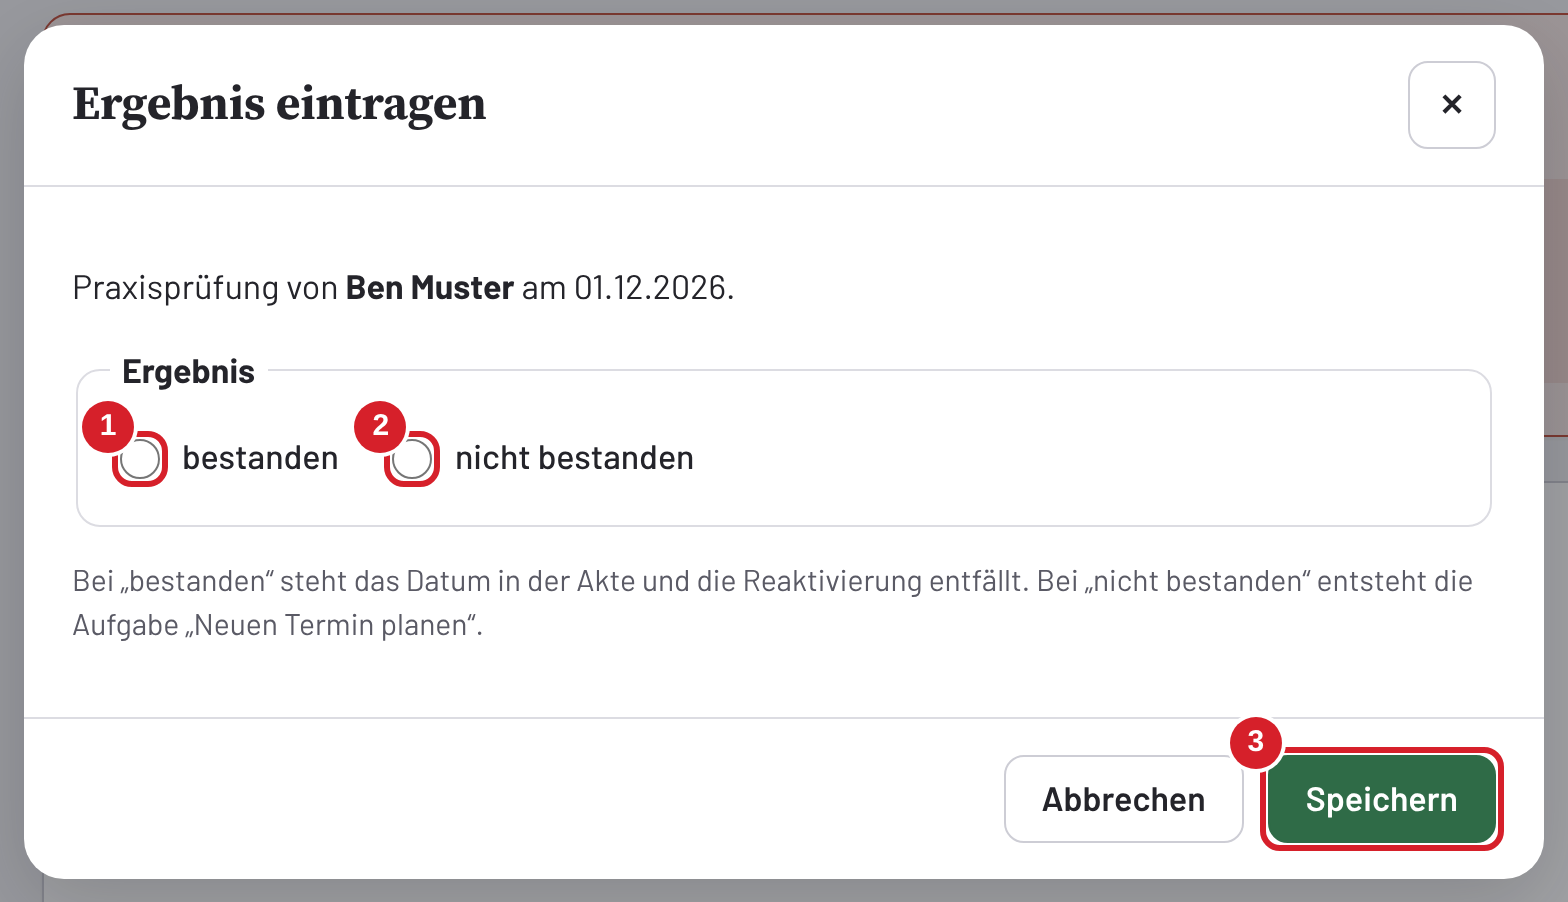 Ergebnis eintragen
×
Praxisprüfung von Ben Muster am 01.12.2026.
Ergebnis
1 bestanden 2 nicht bestanden
Bei „bestanden“ steht das Datum in der Akte und die Reaktivierung entfällt. Bei „nicht bestanden“ entsteht die
Aufgabe „Neuen Termin planen“.
3
Abbrechen Speichern